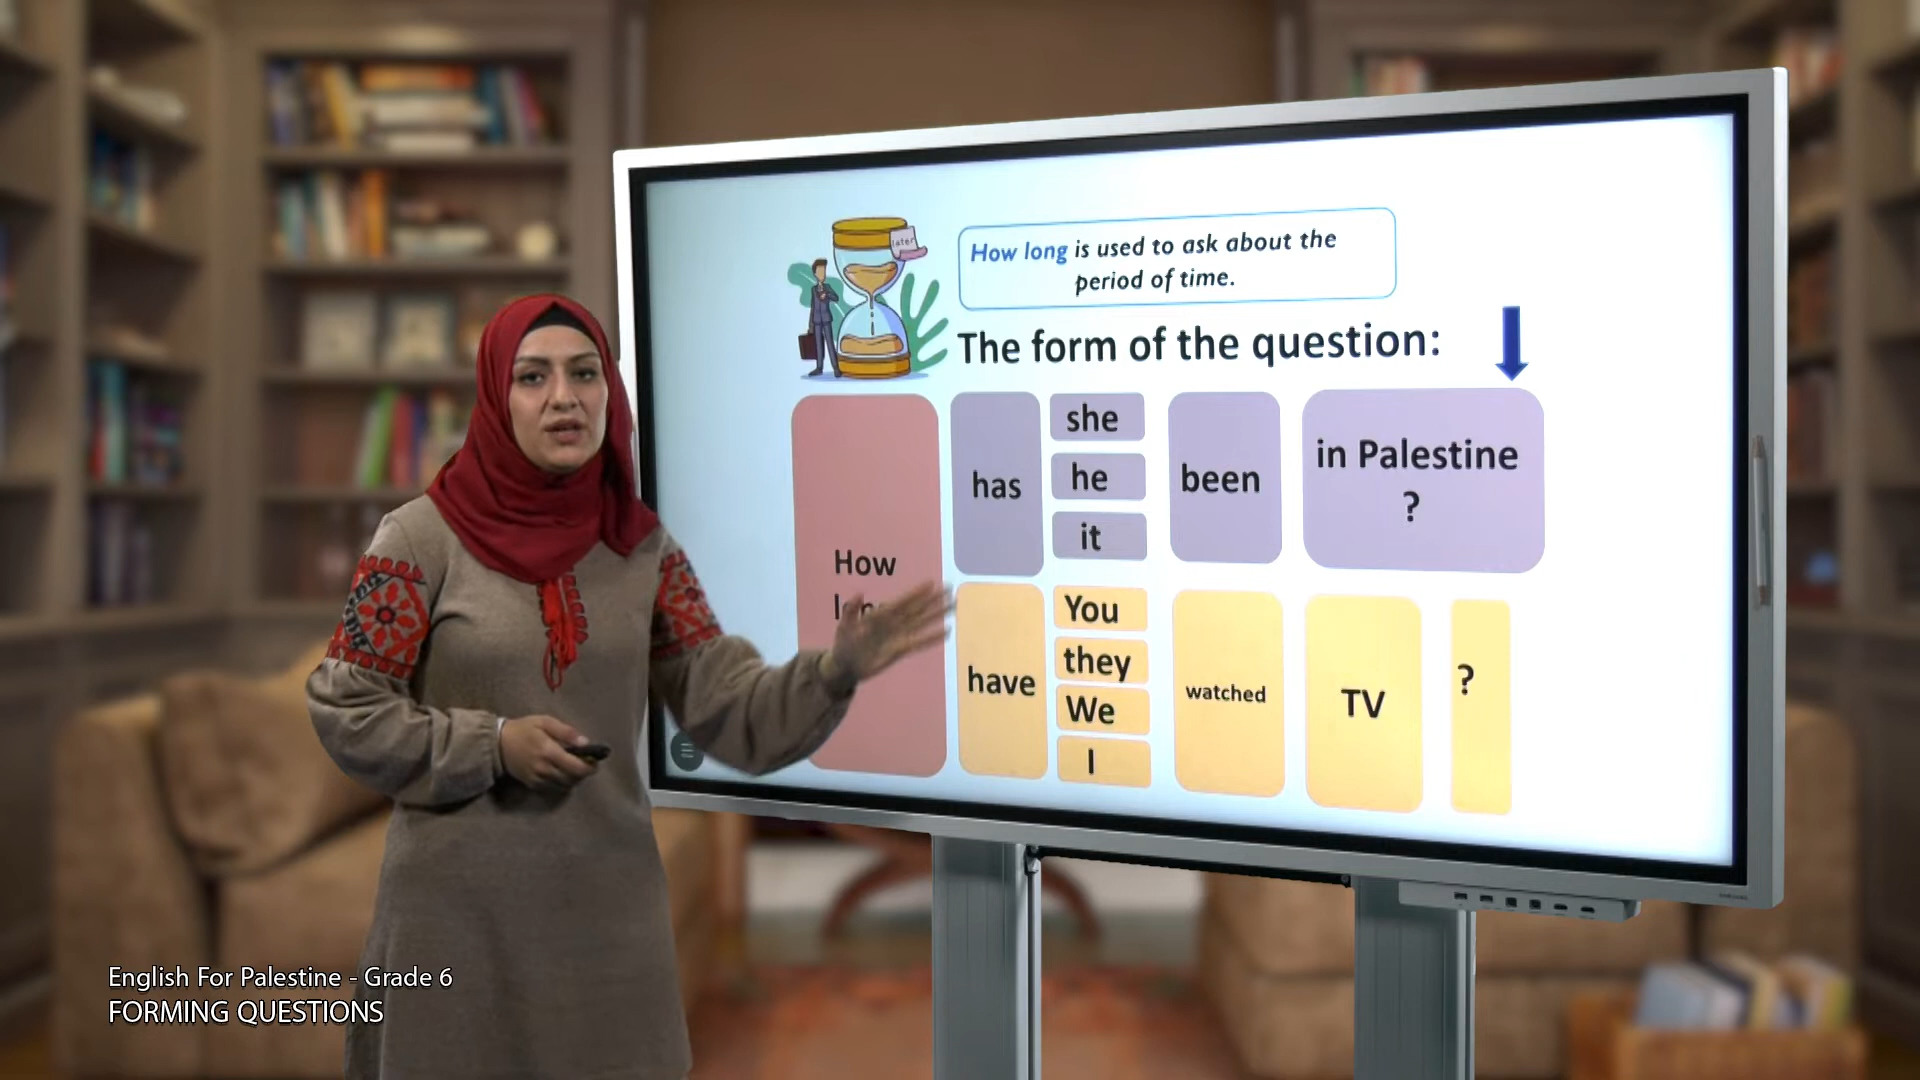 later
How long is used to ask about the
period of time.
The form of the question:
How
has
she
he
it
been
in Palestine
?
have
You
they
We
I
watched
TV
?
English For Palestine - Grade 6
FORMING QUESTIONS